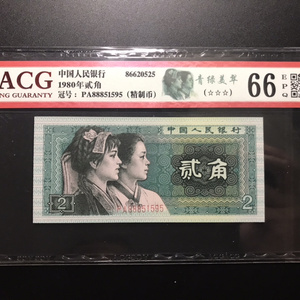 ACG
NG GUARANTY
中国人民银行
86620525
1980年贰角
冠号：PA88851595（精制币）
青绿美翠
(☆☆☆)
66
EPQ
中国人民银行
贰角
PA88851595
2
2